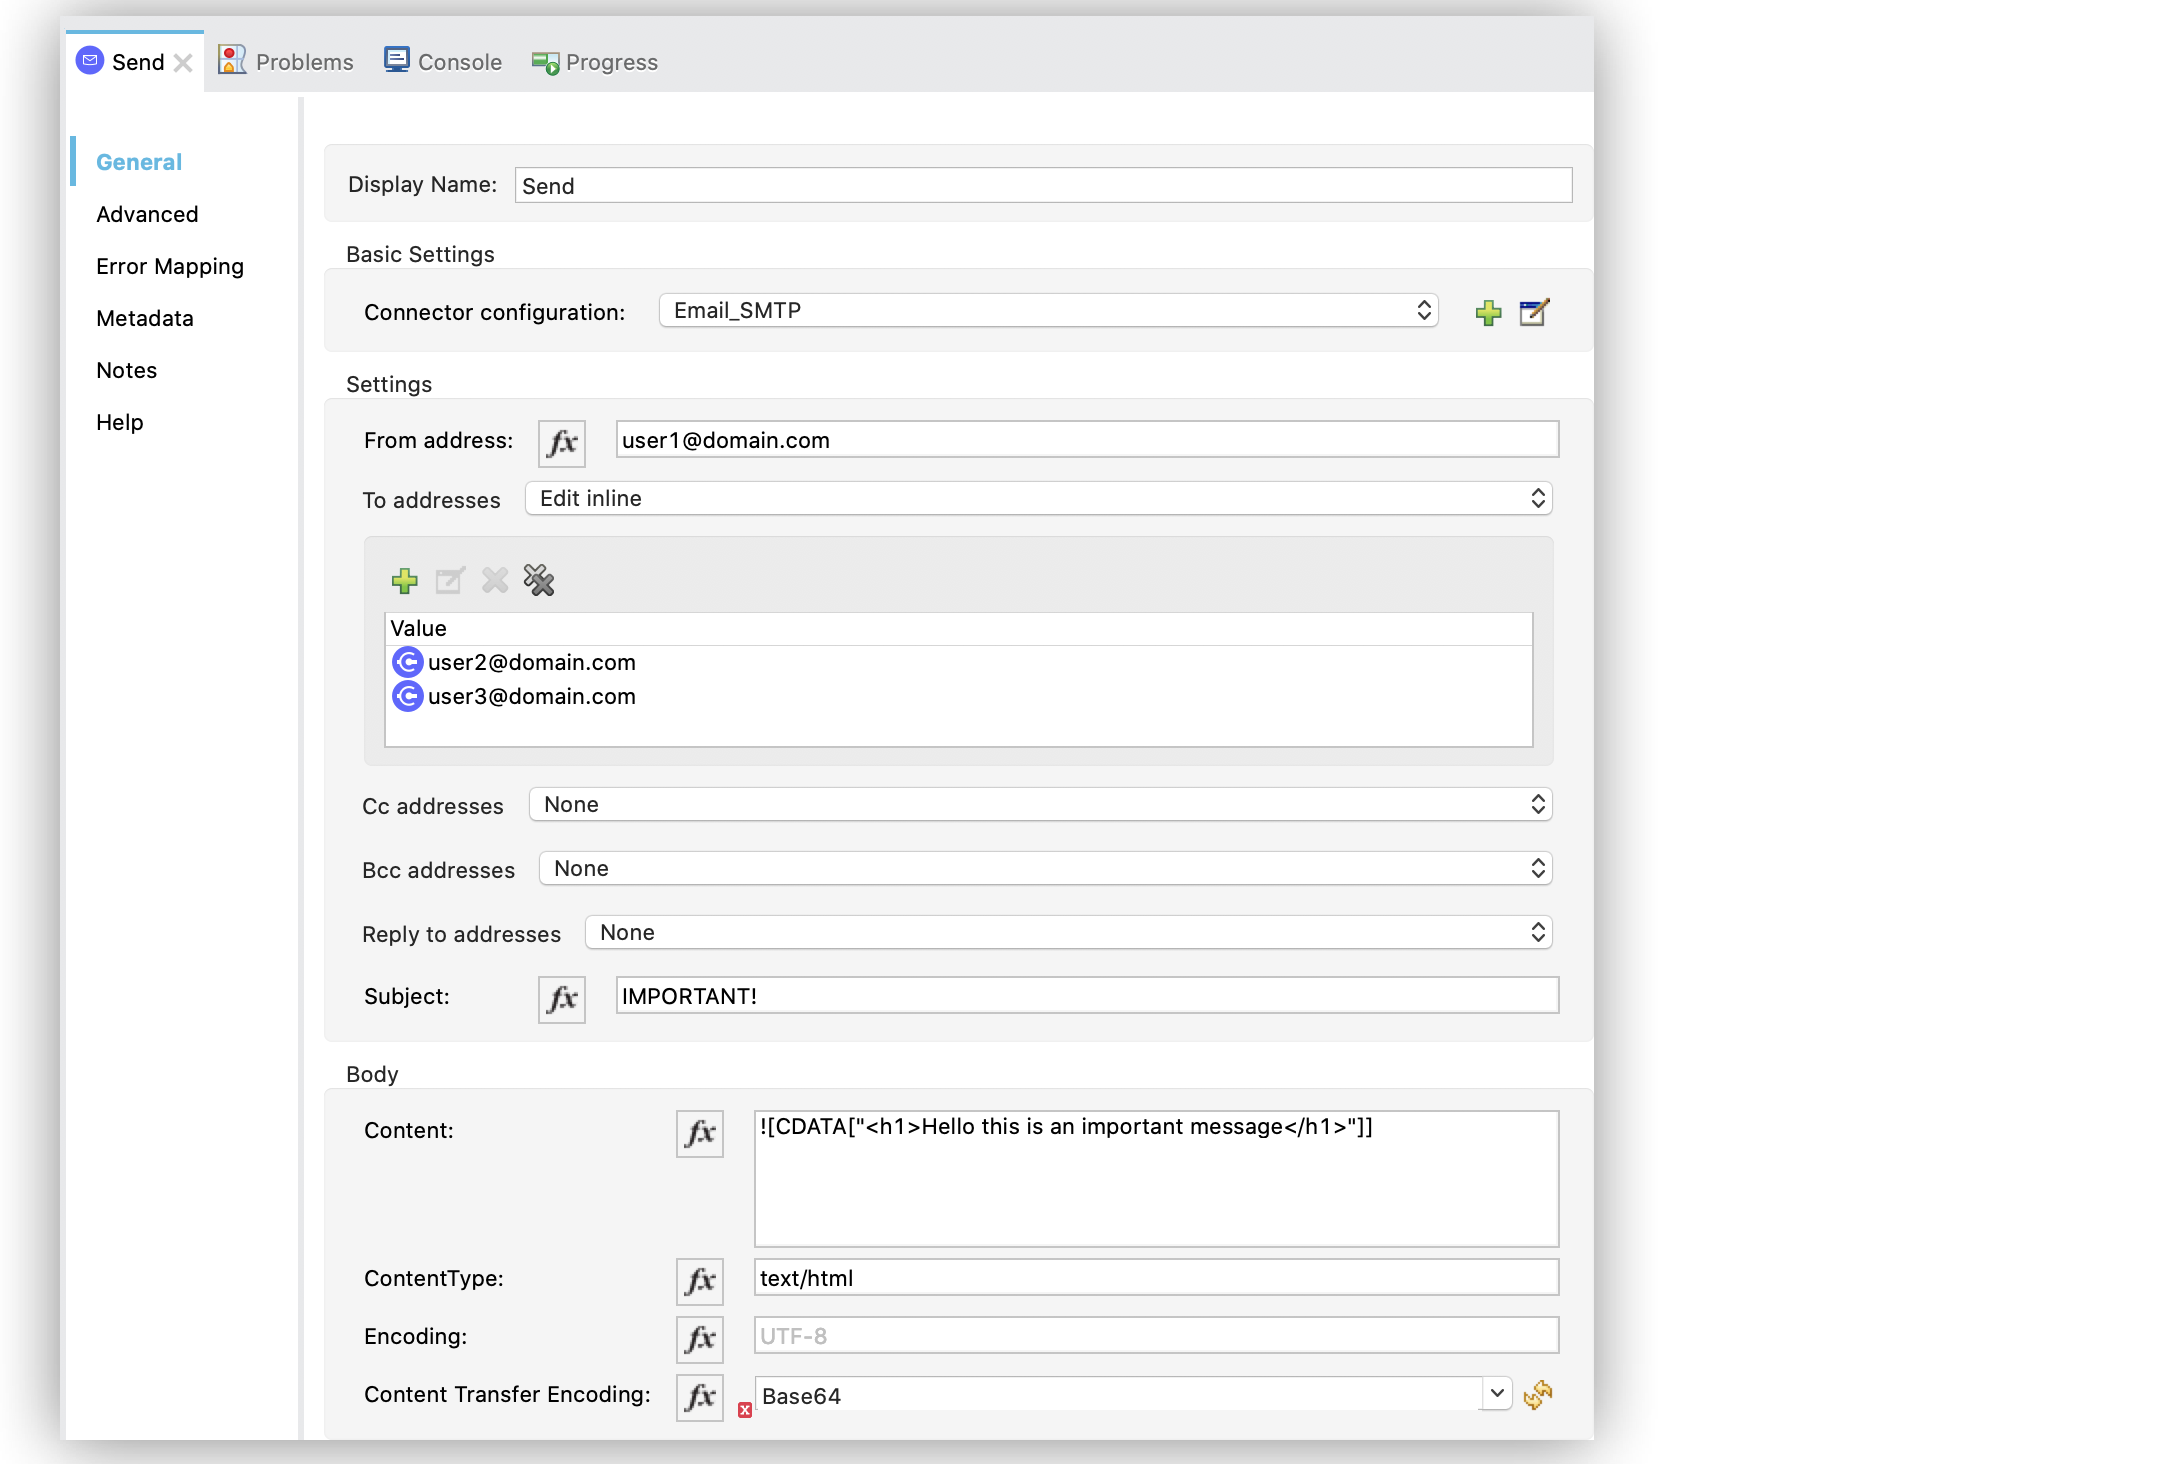 Send Problems Console Progress
General
Advanced
Error Mapping
Metadata
Notes
Help
Display Name: Send
Basic Settings
Connector configuration: Email_SMTP
Settings
From address: fx user1@domain.com
To addresses Edit inline
Value
user2@domain.com
user3@domain.com
Cc addresses None
Bcc addresses None
Reply to addresses None
Subject: fx IMPORTANT!
Body
Content: fx ![CDATA["<h1>Hello this is an important message</h1>"]]
ContentType: fx text/html
Encoding: fx UTF-8
Content Transfer Encoding: fx Base64